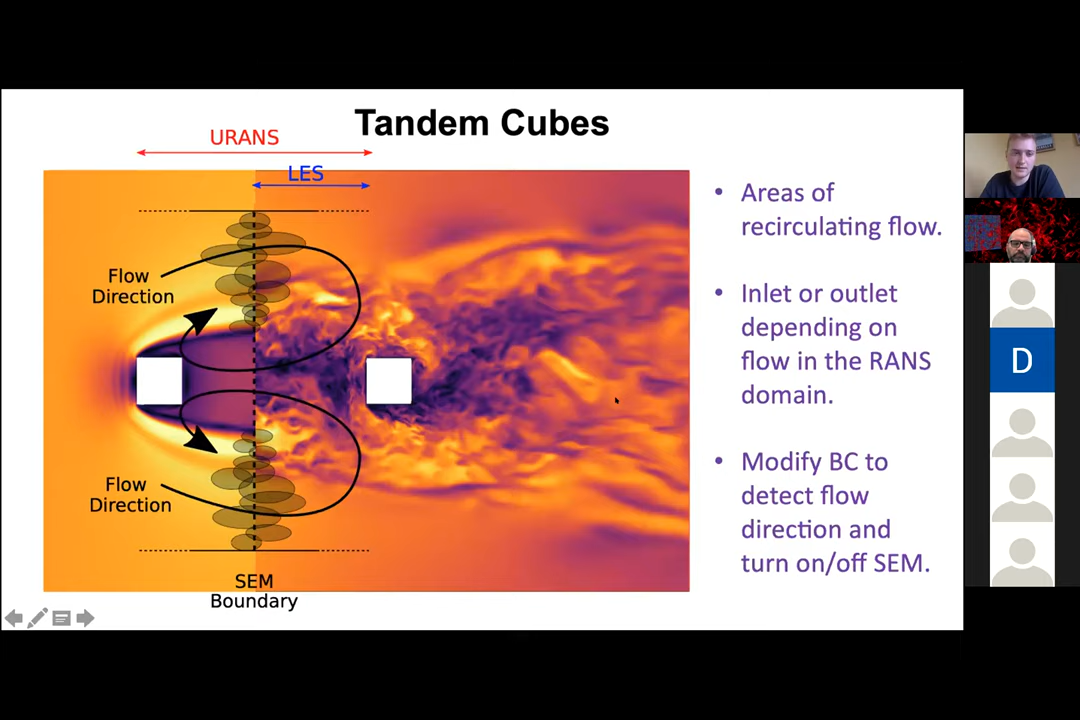 Tandem Cubes
URANS
LES
Flow
Direction
Flow
Direction
SEM
Boundary
• Areas of
recirculating flow.
• Inlet or outlet
depending on
flow in the RANS
domain.
• Modify BC to
detect flow
direction and
turn on/off SEM.
D